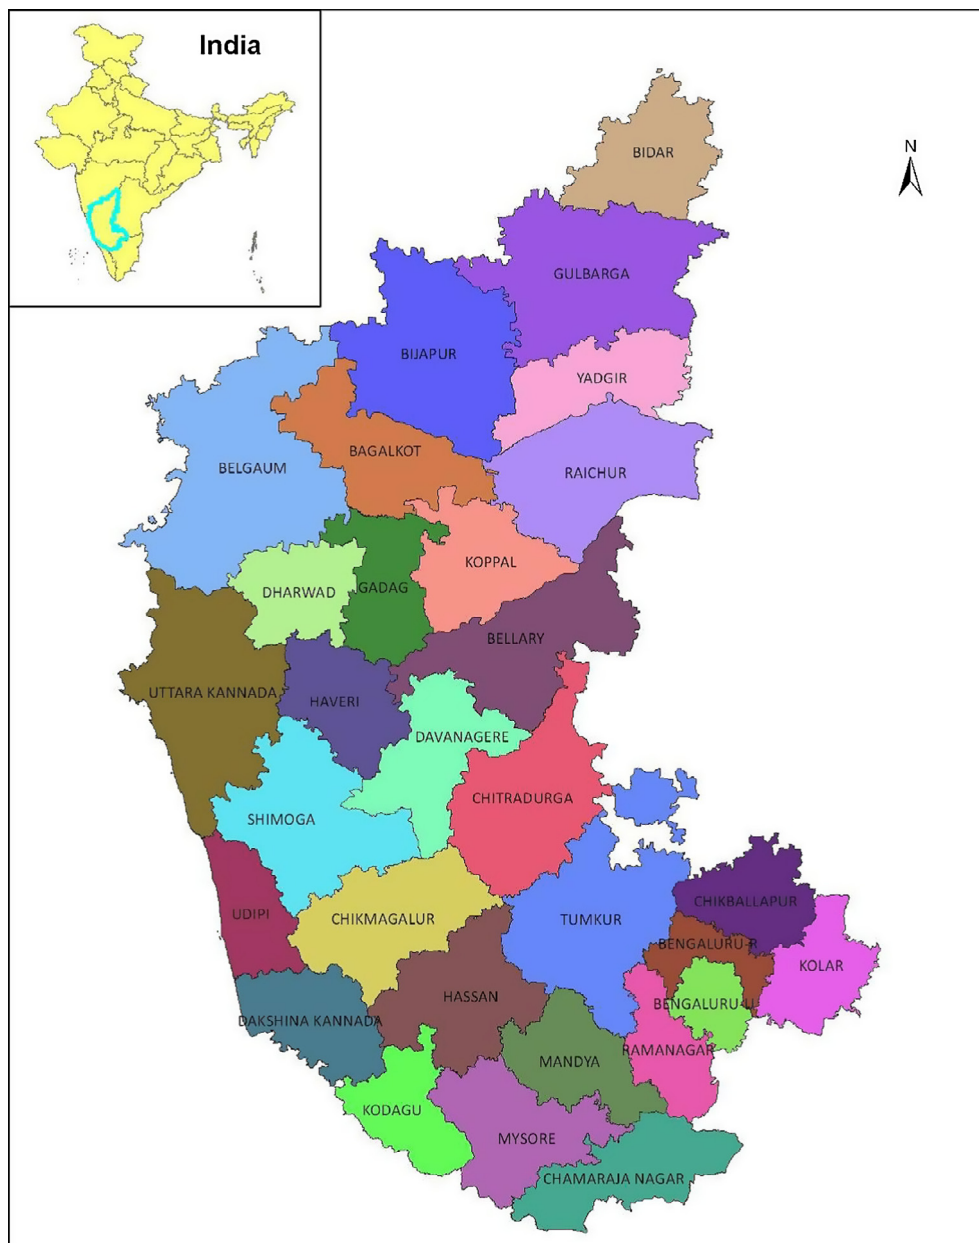 India
N
BIDAR
GULBARGA
BIJAPUR
YADGIR
BAGALKOT
BELGAUM
RAICHUR
KOPPAL
GADAG
DHARWAD
BELLARY
UTTARA KANNADA
HAVERI
DAVANAGERE
CHITRADURGA
SHIMOGA
CHIKBALLAPUR
UDIPI
CHIKMAGALUR
TUMKUR
BENGALURU-R
KOLAR
HASSAN
BENGALURU-U
DAKSHINA KANNADA
RAMANAGAR
MANDYA
KODAGU
MYSORE
CHAMARAJA NAGAR